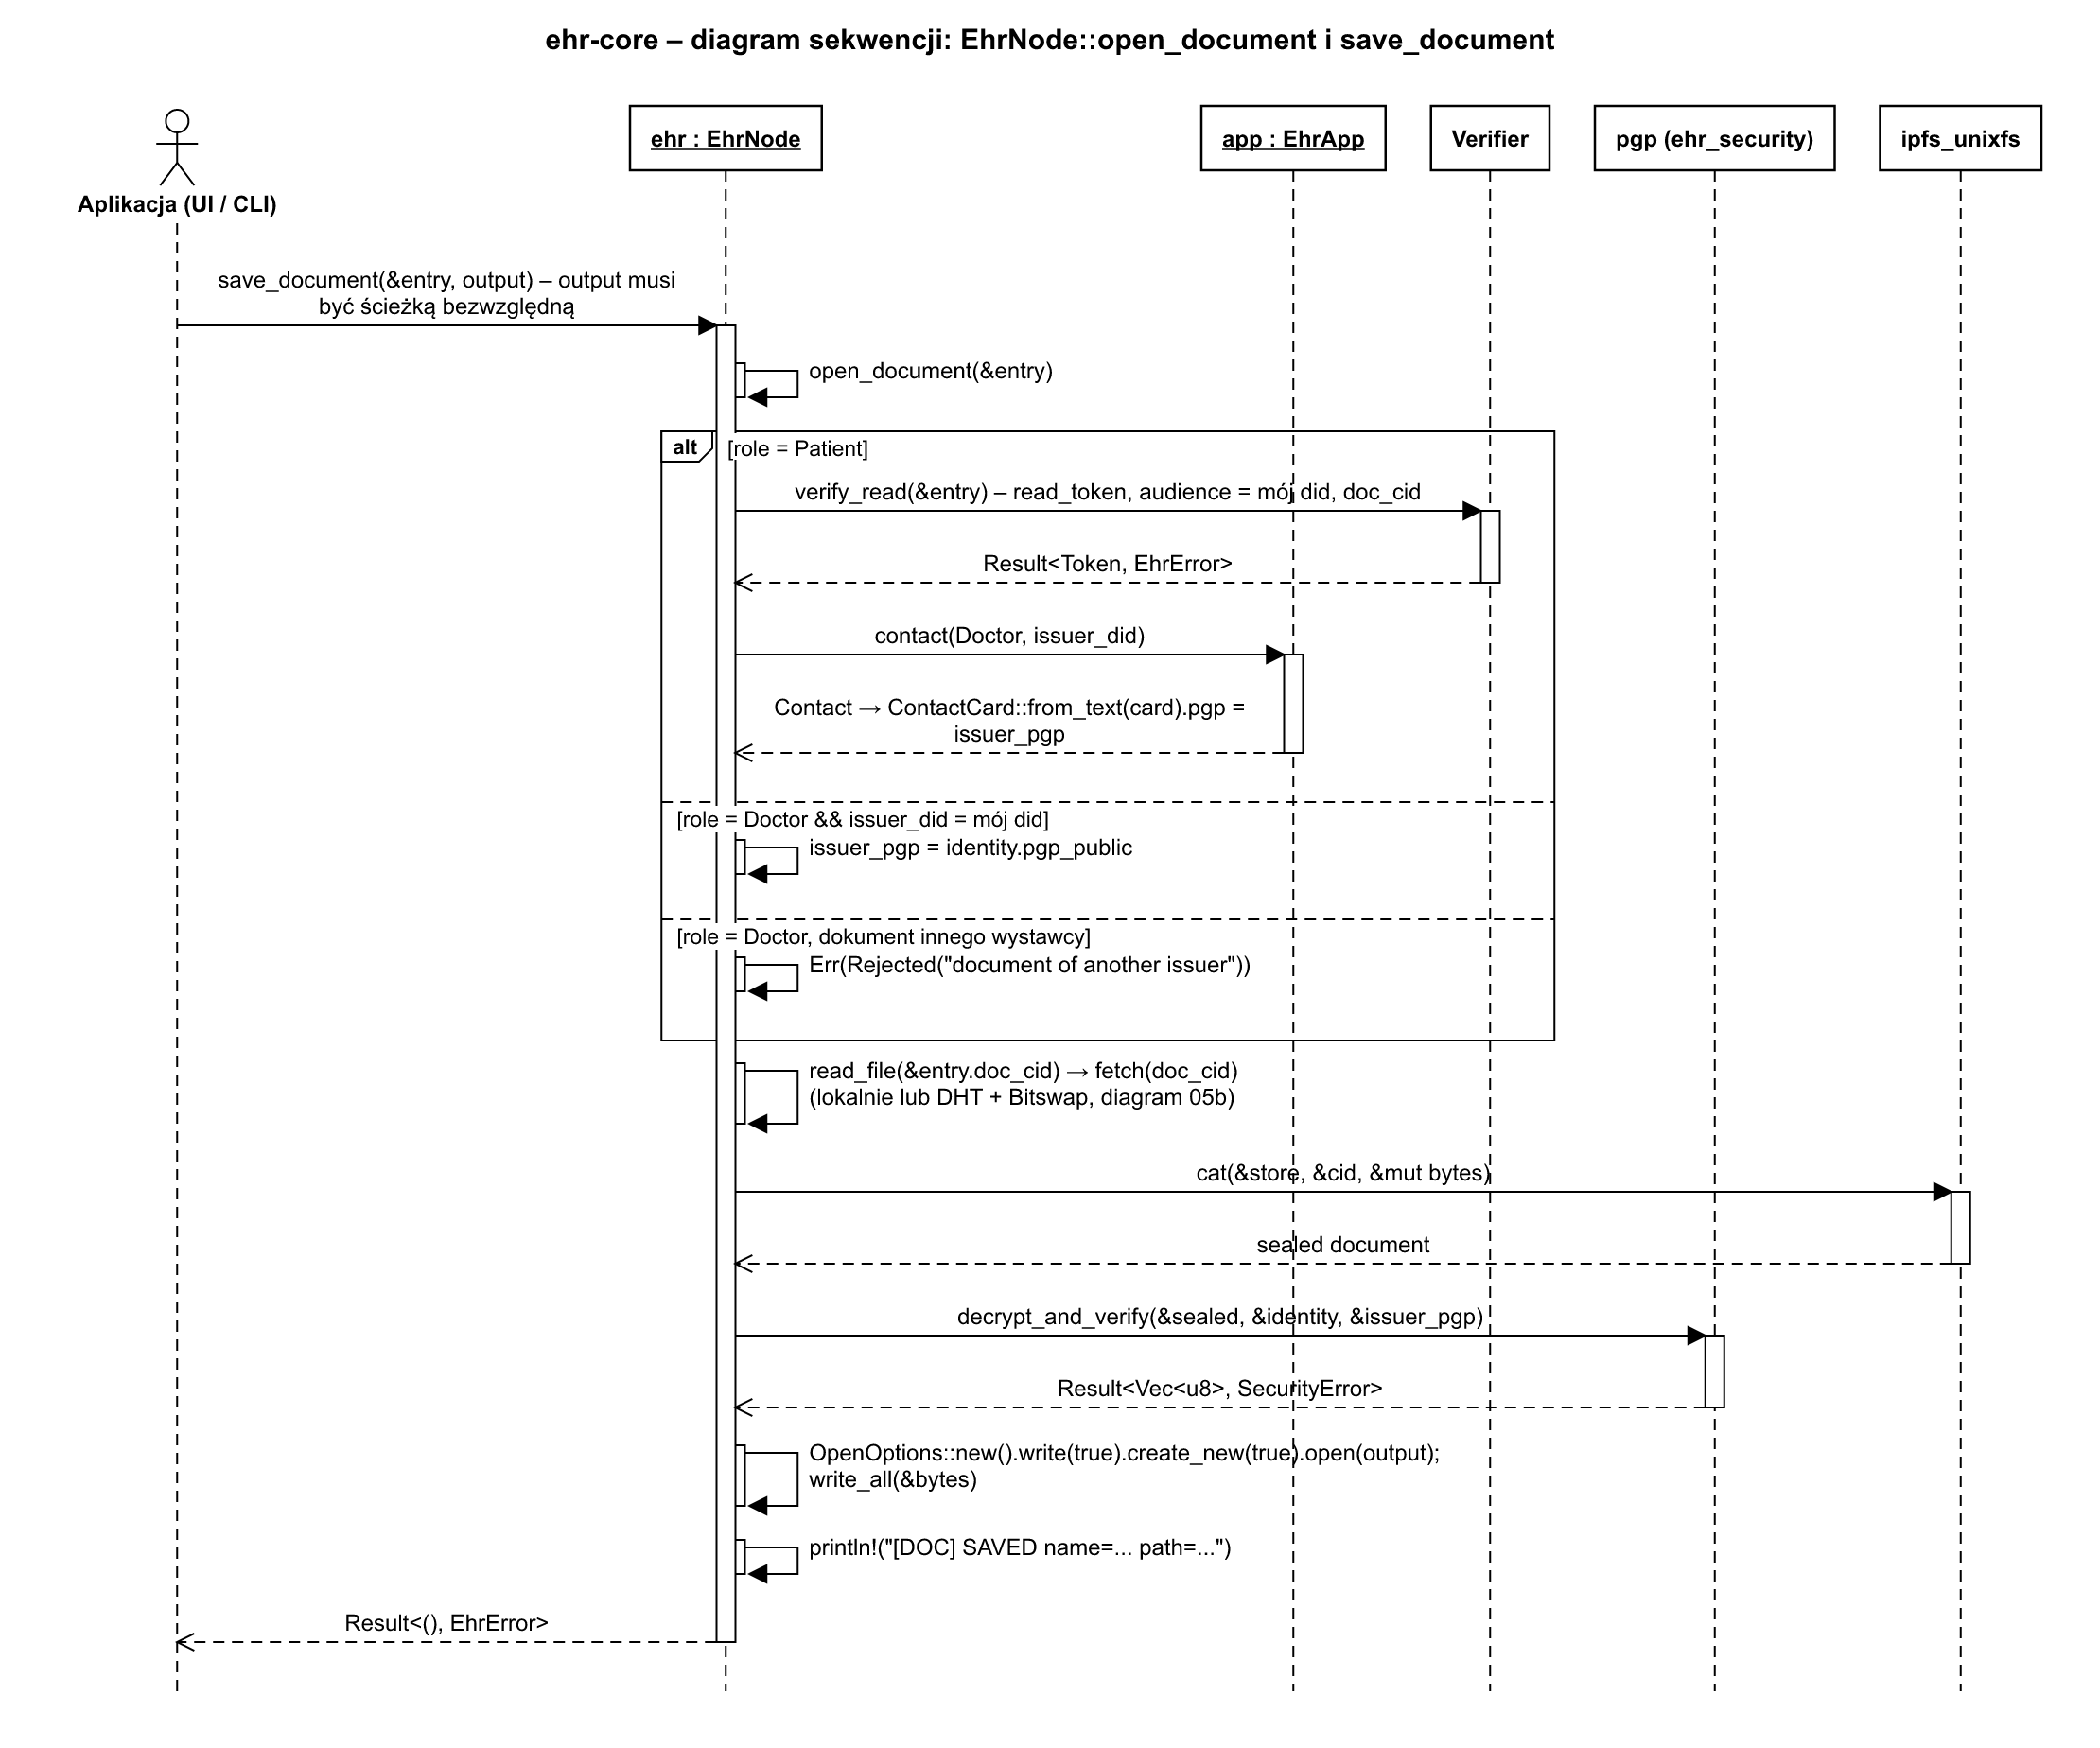 ehr-core – diagram sekwencji: EhrNode::open_document i save_document
Aplikacja (UI / CLI)
ehr : EhrNode
app : EhrApp
Verifier
pgp (ehr_security)
ipfs_unixfs
save_document(&entry, output) – output musi
być ścieżką bezwzględną
open_document(&entry)
alt
[role = Patient]
verify_read(&entry) – read_token, audience = mój did, doc_cid
Result<Token, EhrError>
contact(Doctor, issuer_did)
Contact → ContactCard::from_text(card).pgp =
issuer_pgp
[role = Doctor && issuer_did = mój did]
issuer_pgp = identity.pgp_public
[role = Doctor, dokument innego wystawcy]
Err(Rejected("document of another issuer"))
read_file(&entry.doc_cid) → fetch(doc_cid)
(lokalnie lub DHT + Bitswap, diagram 05b)
cat(&store, &cid, &mut bytes)
sealed document
decrypt_and_verify(&sealed, &identity, &issuer_pgp)
Result<Vec<u8>, SecurityError>
OpenOptions::new().write(true).create_new(true).open(output);
write_all(&bytes)
println!("[DOC] SAVED name=... path=...")
Result<(), EhrError>